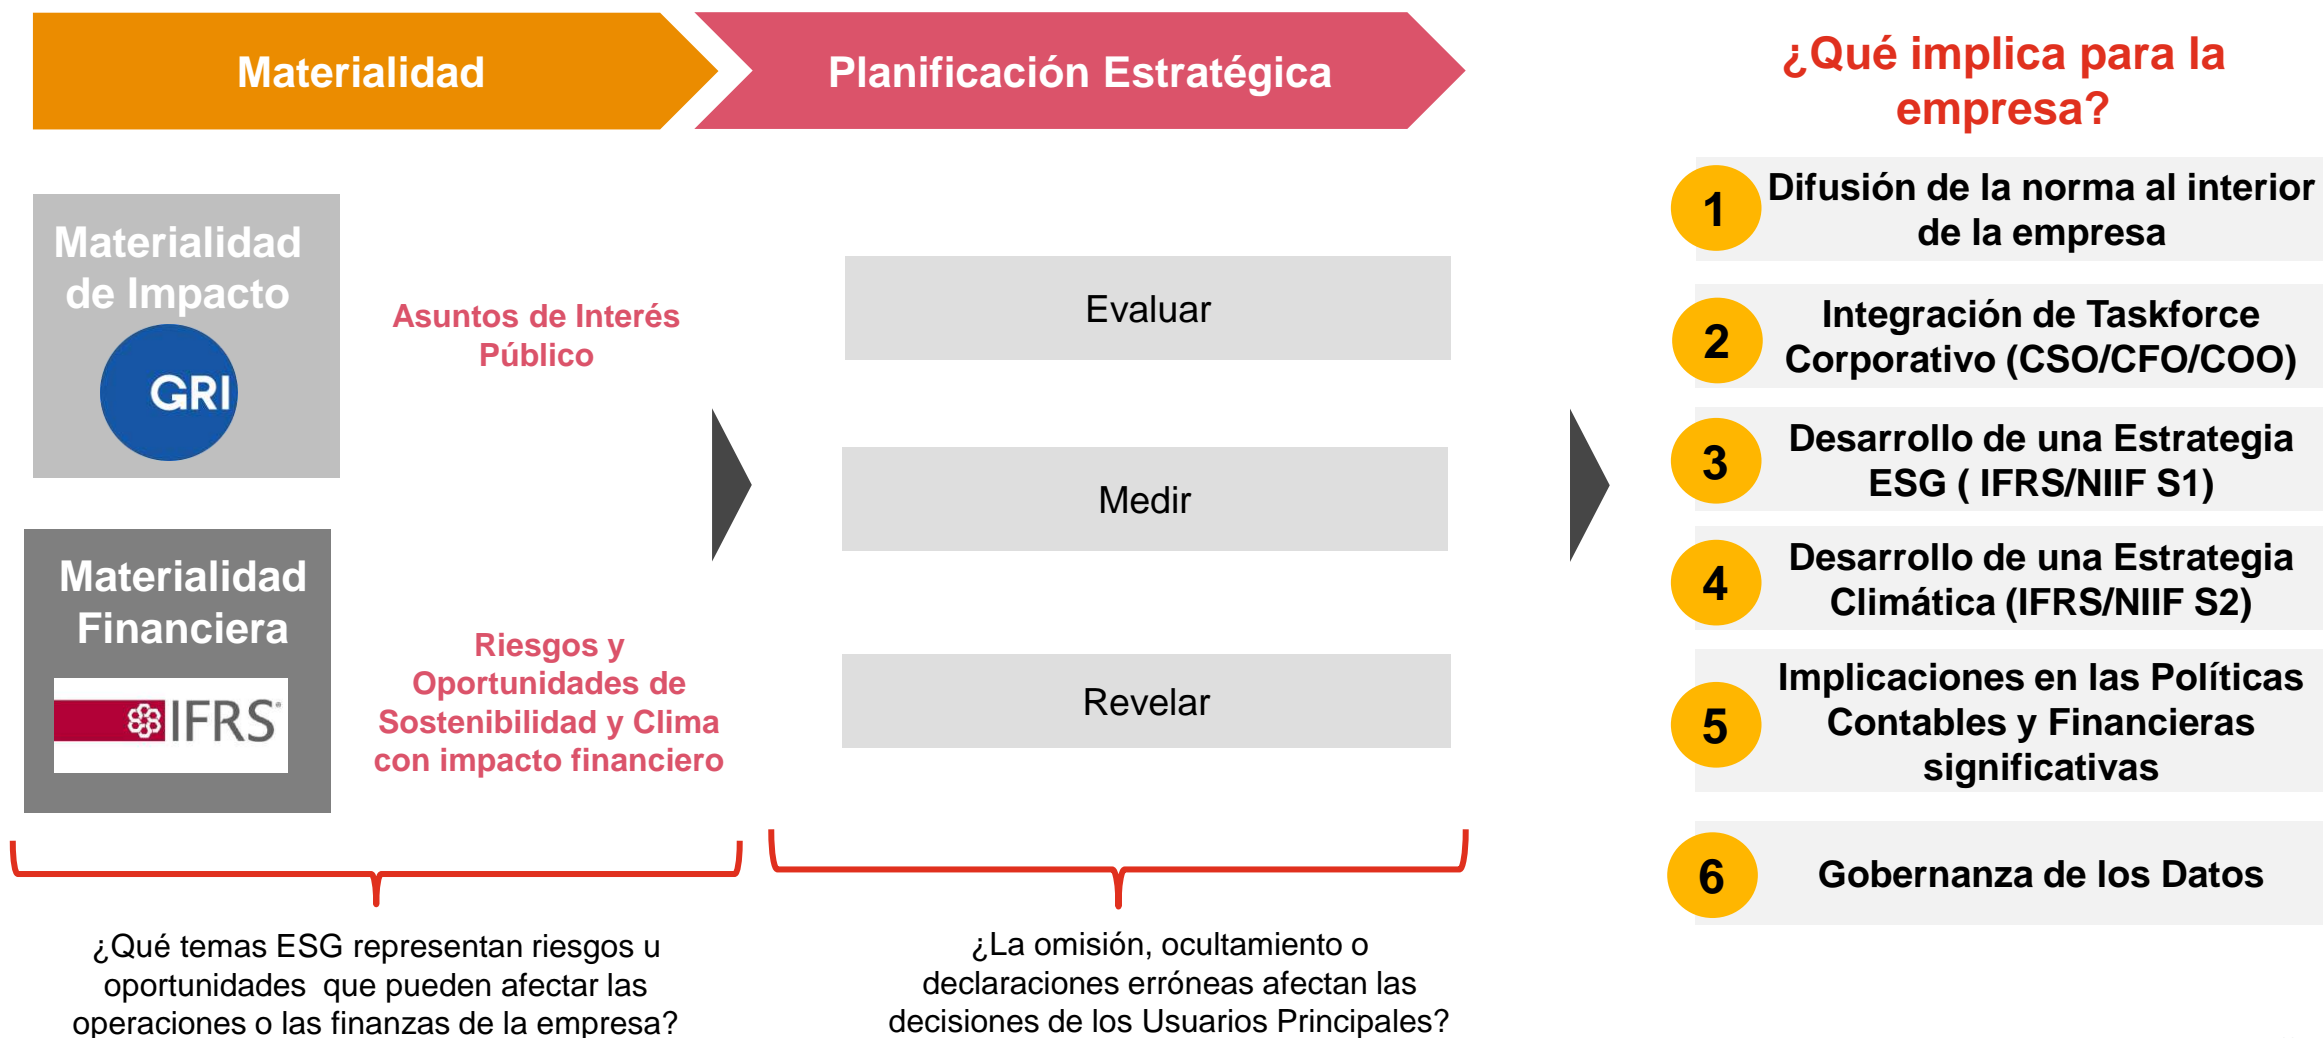 Materialidad
Planificación Estratégica
¿Qué implica para la
empresa?
Materialidad
de Impacto
GRI
Asuntos de Interés
Público
Materialidad
Financiera
IFRS
Riesgos y
Oportunidades de
Sostenibilidad y Clima
con impacto financiero
Evaluar
Medir
Revelar
1
Difusión de la norma al interior
de la empresa
2
Integración de Taskforce
Corporativo (CSO/CFO/COO)
3
Desarrollo de una Estrategia
ESG ( IFRS/NIIF S1)
4
Desarrollo de una Estrategia
Climática (IFRS/NIIF S2)
5
Implicaciones en las Políticas
Contables y Financieras
significativas
6
Gobernanza de los Datos
¿Qué temas ESG representan riesgos u
oportunidades  que pueden afectar las
operaciones o las finanzas de la empresa?
¿La omisión, ocultamiento o
declaraciones erróneas afectan las
decisiones de los Usuarios Principales?